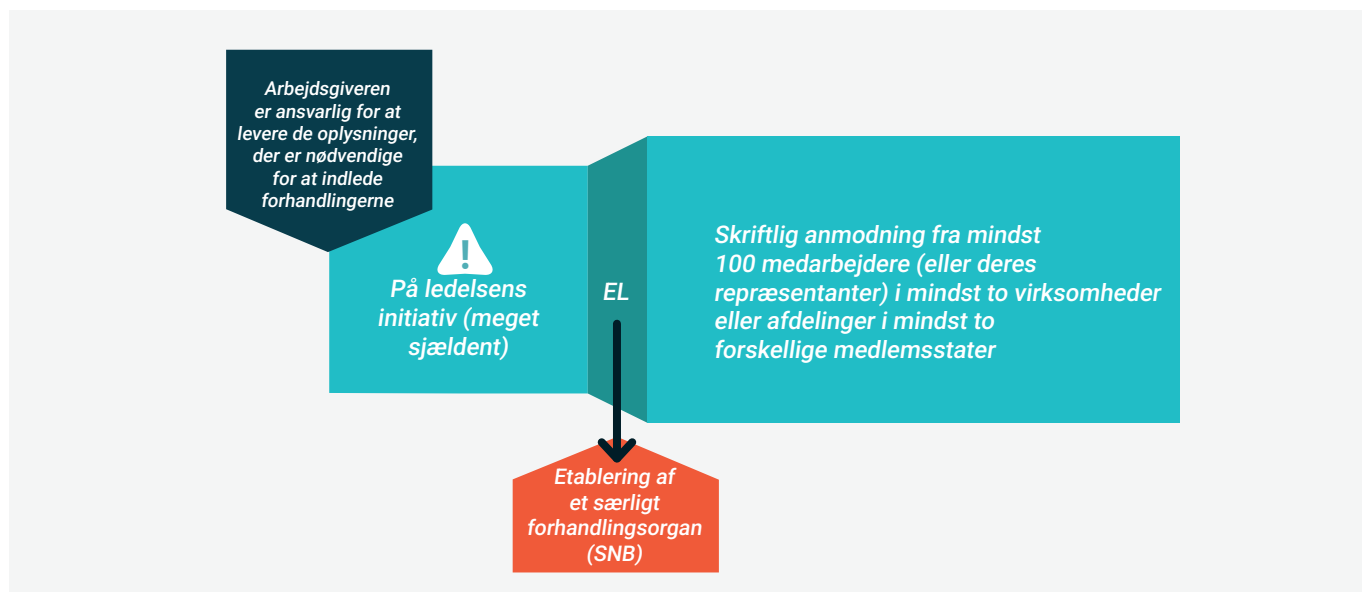 Arbejdsgiveren
er ansvarlig for at
levere de oplysninger,
der er nødvendige
for at indlede
forhandlingerne
På ledelsens
initiativ (meget
sjældent)
EL
Skriftlig anmodning fra mindst
100 medarbejdere (eller deres
repræsentanter) i mindst to virksomheder
eller afdelinger i mindst to
forskellige medlemsstater
Etablering af
et særligt
forhandlingsorgan
(SNB)